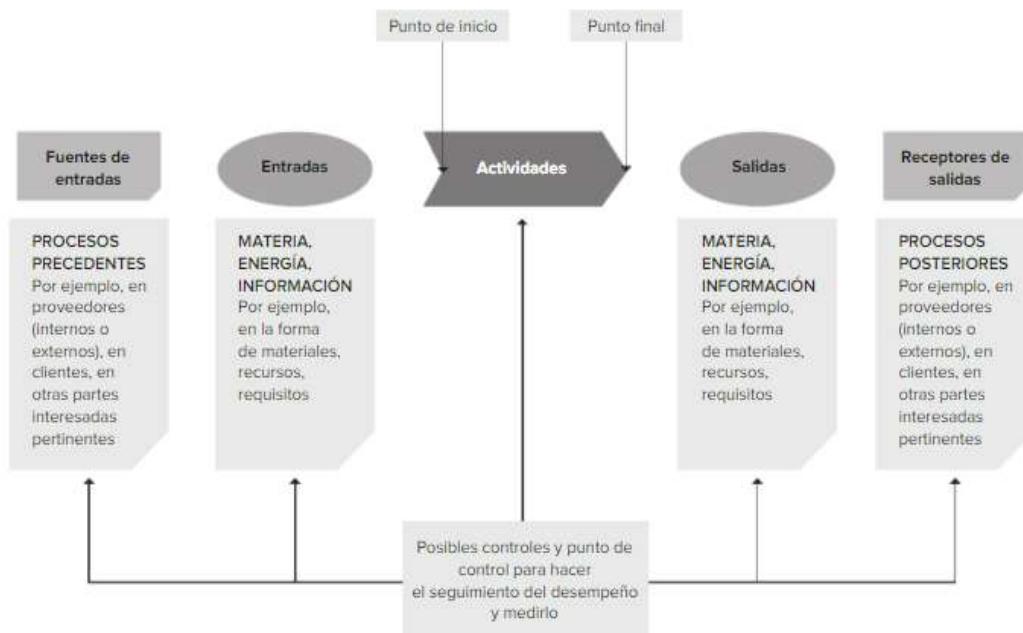 Punto de inicio
Punto final
Fuentes de
entradas
Entradas
Actividades
Salidas
Receptores de
salidas
PROCESOS
PRECEDENTES
Por ejemplo, en
proveedores
(internos o
externos), en
clientes, en
otras partes
interesadas
pertinentes
MATERIA,
ENERGÍA,
INFORMACIÓN
Por ejemplo,
en la forma
de materiales,
recursos,
requisitos
MATERIA,
ENERGÍA,
INFORMACIÓN
Por ejemplo,
en la forma
de materiales,
recursos,
requisitos
PROCESOS
POSTERIORES
Por ejemplo, en
proveedores
(internos o
externos), en
clientes, en
otras partes
interesadas
pertinentes
Posibles controles y punto de
control para hacer
el seguimiento del desempeño
y medirlo